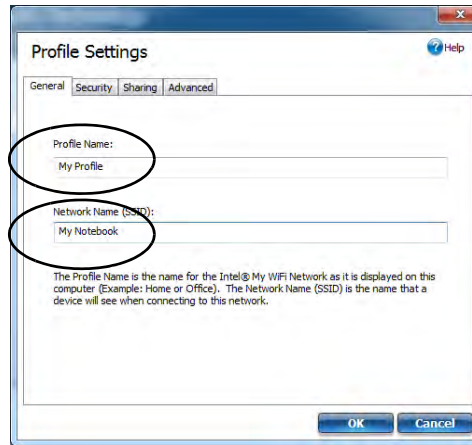 Profile Settings
Help
General Security Sharing Advanced
Profile Name:
My Profile
Network Name (SSID):
My Notebook
The Profile Name is the name for the Intel® My WiFi Network as it is displayed on this
computer (Example: Home or Office). The Network Name (SSID) is the name that a
device will see when connecting to this network.
OK Cancel